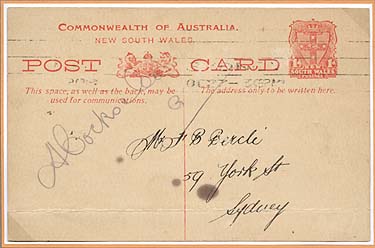 COMMONWEALTH OF AUSTRALIA.
NEW SOUTH WALES.
POST CARD
This space, as well as the back, may be
used for communications.
The address only to be written here.
SOUTH WALES
Mr F B
59 York St
Sydney